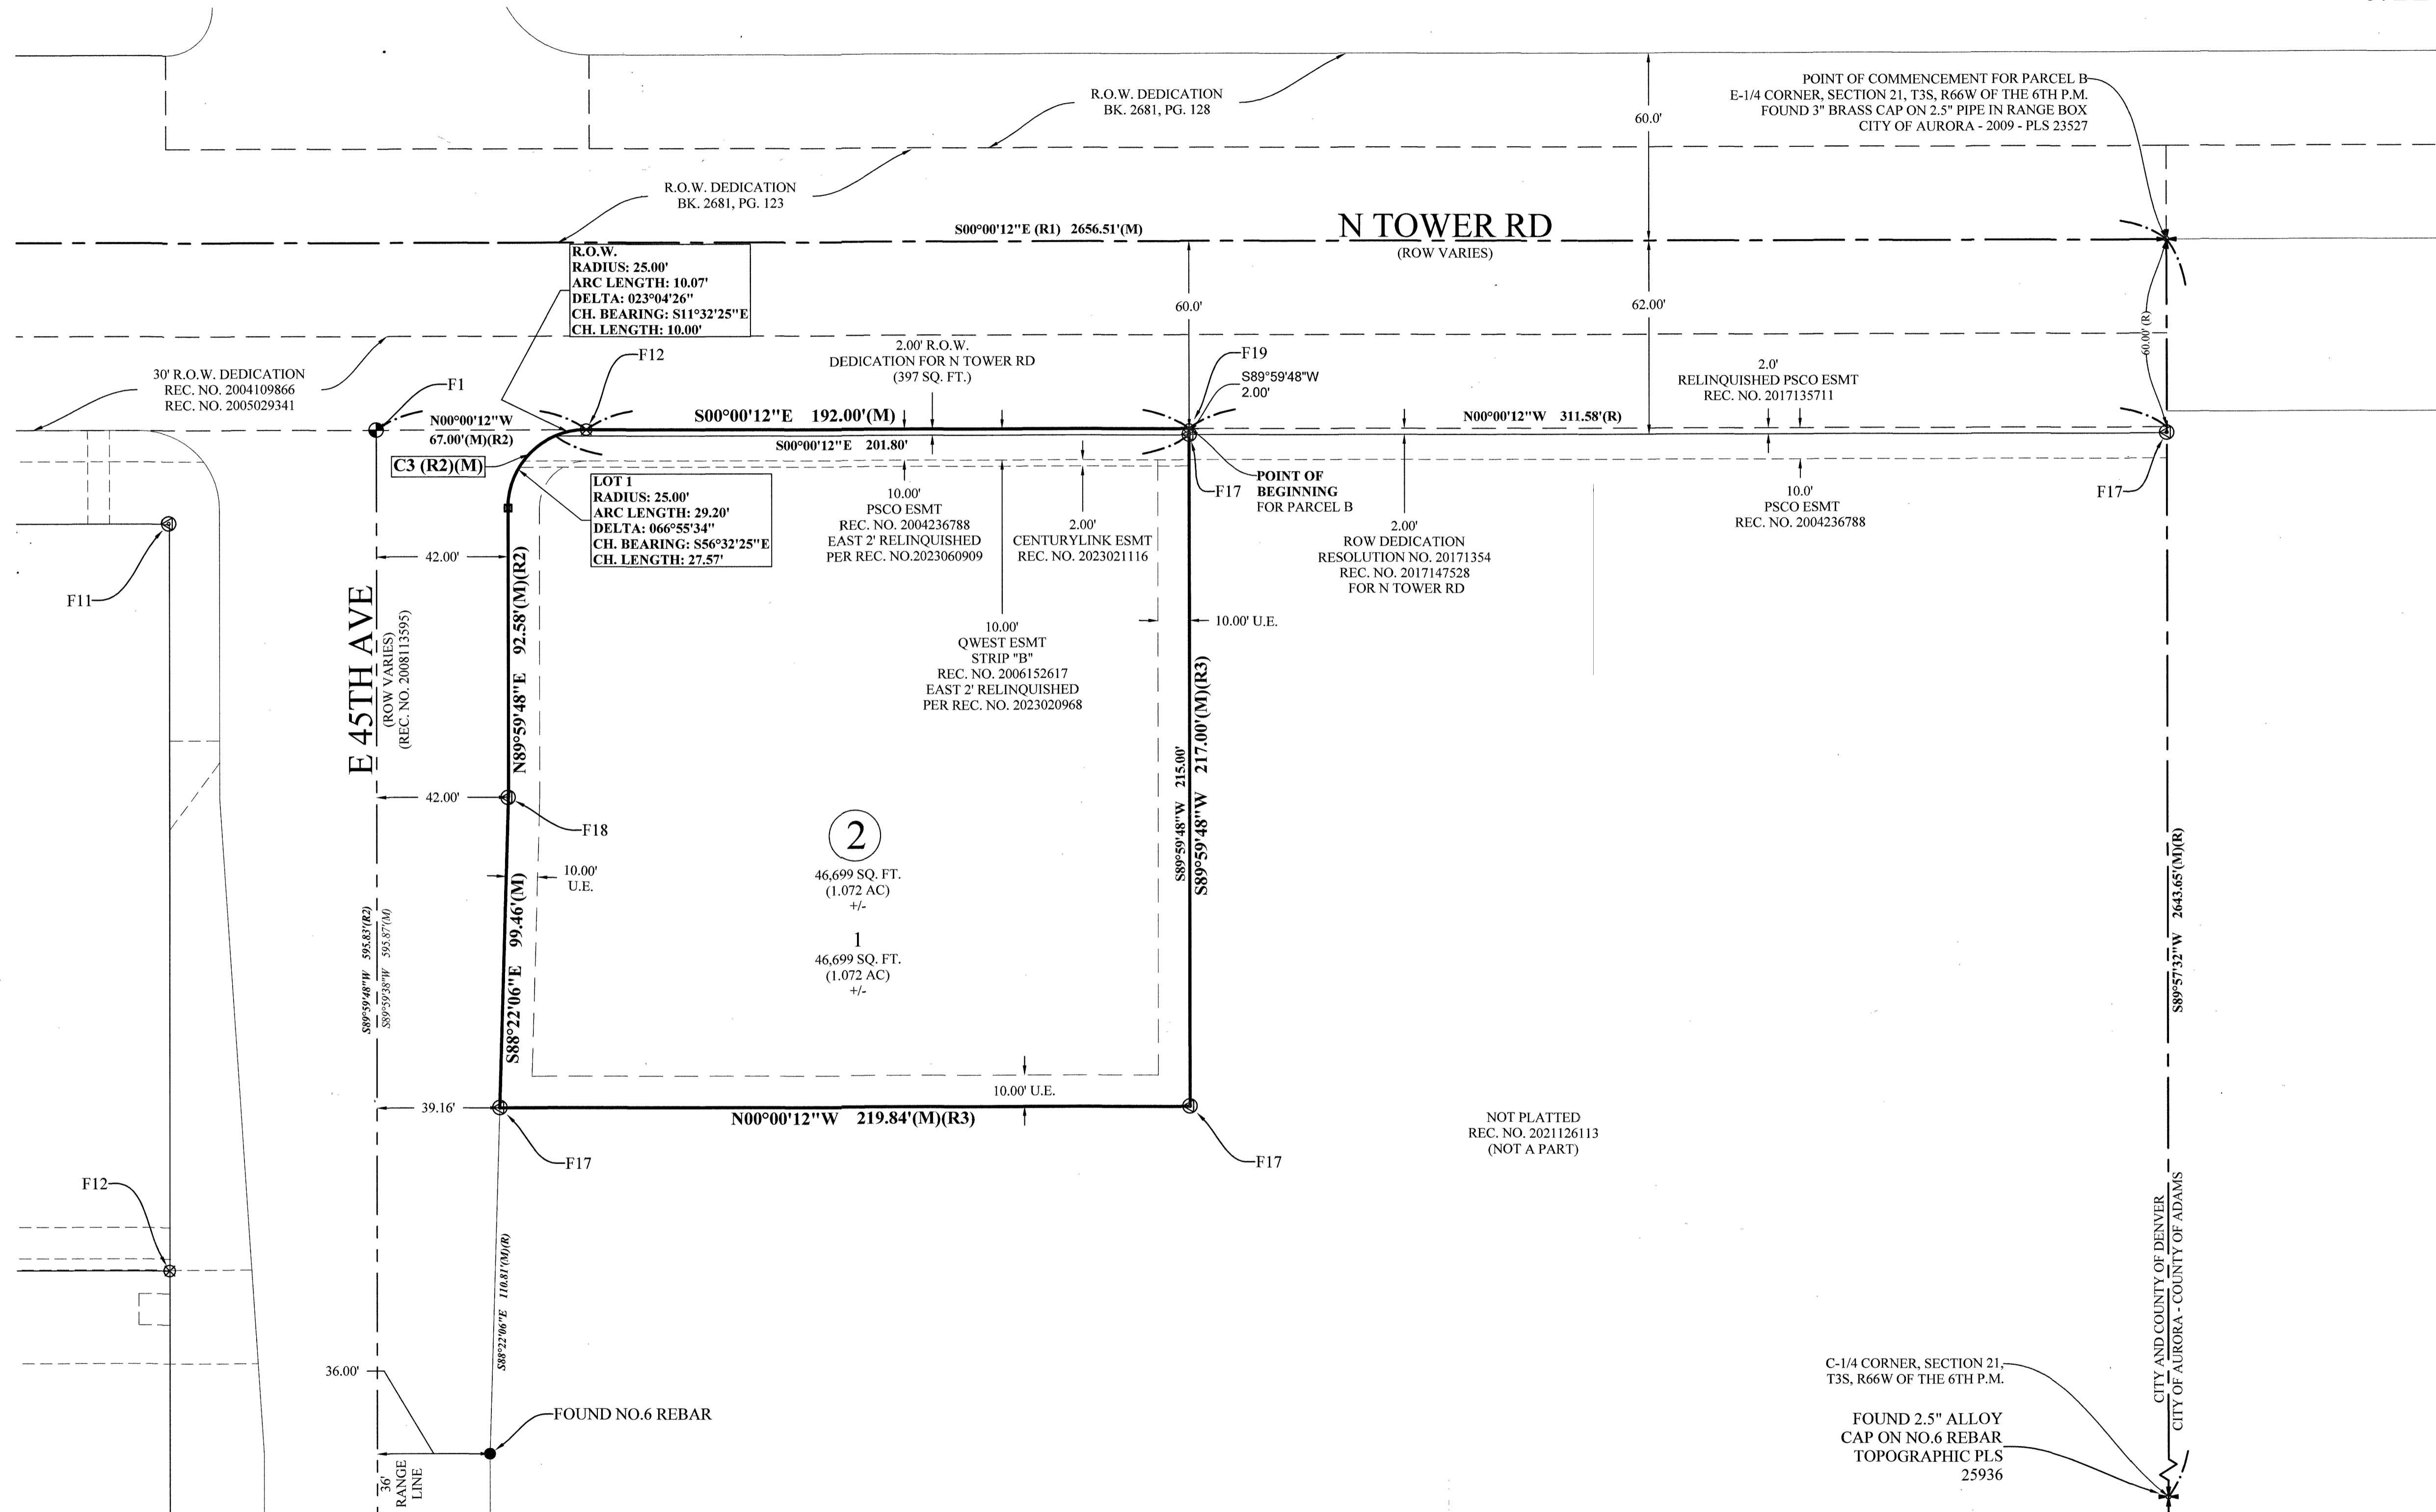 R.O.W. DEDICATION
BK. 2681, PG. 128
POINT OF COMMENCEMENT FOR PARCEL B
E-1/4 CORNER, SECTION 21, T3S, R66W OF THE 6TH P.M.
FOUND 3" BRASS CAP ON 2.5" PIPE IN RANGE BOX
CITY OF AURORA - 2009 - PLS 23527
60.0'
R.O.W. DEDICATION
BK. 2681, PG. 123
S00°00'12"E (R1) 2656.51'(M)
N TOWER RD
(ROW VARIES)
R.O.W.
RADIUS: 25.00'
ARC LENGTH: 10.07'
DELTA: 023°04'26"
CH. BEARING: S11°32'25"E
CH. LENGTH: 10.00'
60.0'
62.00'
60.00' (R)
30' R.O.W. DEDICATION
REC. NO. 2004109866
REC. NO. 2005029341
F1
F12
2.00' R.O.W.
DEDICATION FOR N TOWER RD
(397 SQ. FT.)
F19
S89°59'48"W
2.00'
2.0'
RELINQUISHED PSCO ESMT
REC. NO. 2017135711
N00°00'12"W
67.00'(M)(R2)
S00°00'12"E 192.00'(M)
N00°00'12"W 311.58'(R)
S00°00'12"E 201.80'
C3 (R2)(M)
LOT 1
RADIUS: 25.00'
ARC LENGTH: 29.20'
DELTA: 066°55'34"
CH. BEARING: S56°32'25"E
CH. LENGTH: 27.57'
10.00'
PSCO ESMT
REC. NO. 2004236788
EAST 2' RELINQUISHED
PER REC. NO.2023060909
2.00'
CENTURYLINK ESMT
REC. NO. 2023021116
F17
POINT OF
BEGINNING
FOR PARCEL B
2.00'
ROW DEDICATION
RESOLUTION NO. 20171354
REC. NO. 2017147528
FOR N TOWER RD
10.0'
PSCO ESMT
REC. NO. 2004236788
F17
F11
42.00'
N89°59'48"E 92.58'(M)(R2)
E 45TH AVE
(ROW VARIES)
(REC. NO. 2008113595)
10.00'
QWEST ESMT
STRIP "B"
REC. NO. 2006152617
EAST 2' RELINQUISHED
PER REC. NO. 2023020968
10.00' U.E.
S89°59'48"W 215.00'
S89°59'48"W 217.00'(M)(R3)
42.00'
F18
2
46,699 SQ. FT.
(1.072 AC)
+/-
1
46,699 SQ. FT.
(1.072 AC)
+/-
10.00'
U.E.
S88°22'06"E 99.46'(M)
S89°59'48"W 595.83'(R2)
S89°59'38"W 595.87'(M)
S89°57'32"W 2643.65'(M)(R)
39.16'
10.00' U.E.
N00°00'12"W 219.84'(M)(R3)
F17
F17
NOT PLATTED
REC. NO. 2021126113
(NOT A PART)
F12
S88°22'06"E 110.81'(M)(R)
CITY AND COUNTY OF DENVER
CITY OF AURORA - COUNTY OF ADAMS
36.00'
FOUND NO.6 REBAR
36'
RANGE
LINE
C-1/4 CORNER, SECTION 21,
T3S, R66W OF THE 6TH P.M.
FOUND 2.5" ALLOY
CAP ON NO.6 REBAR
TOPOGRAPHIC PLS
25936